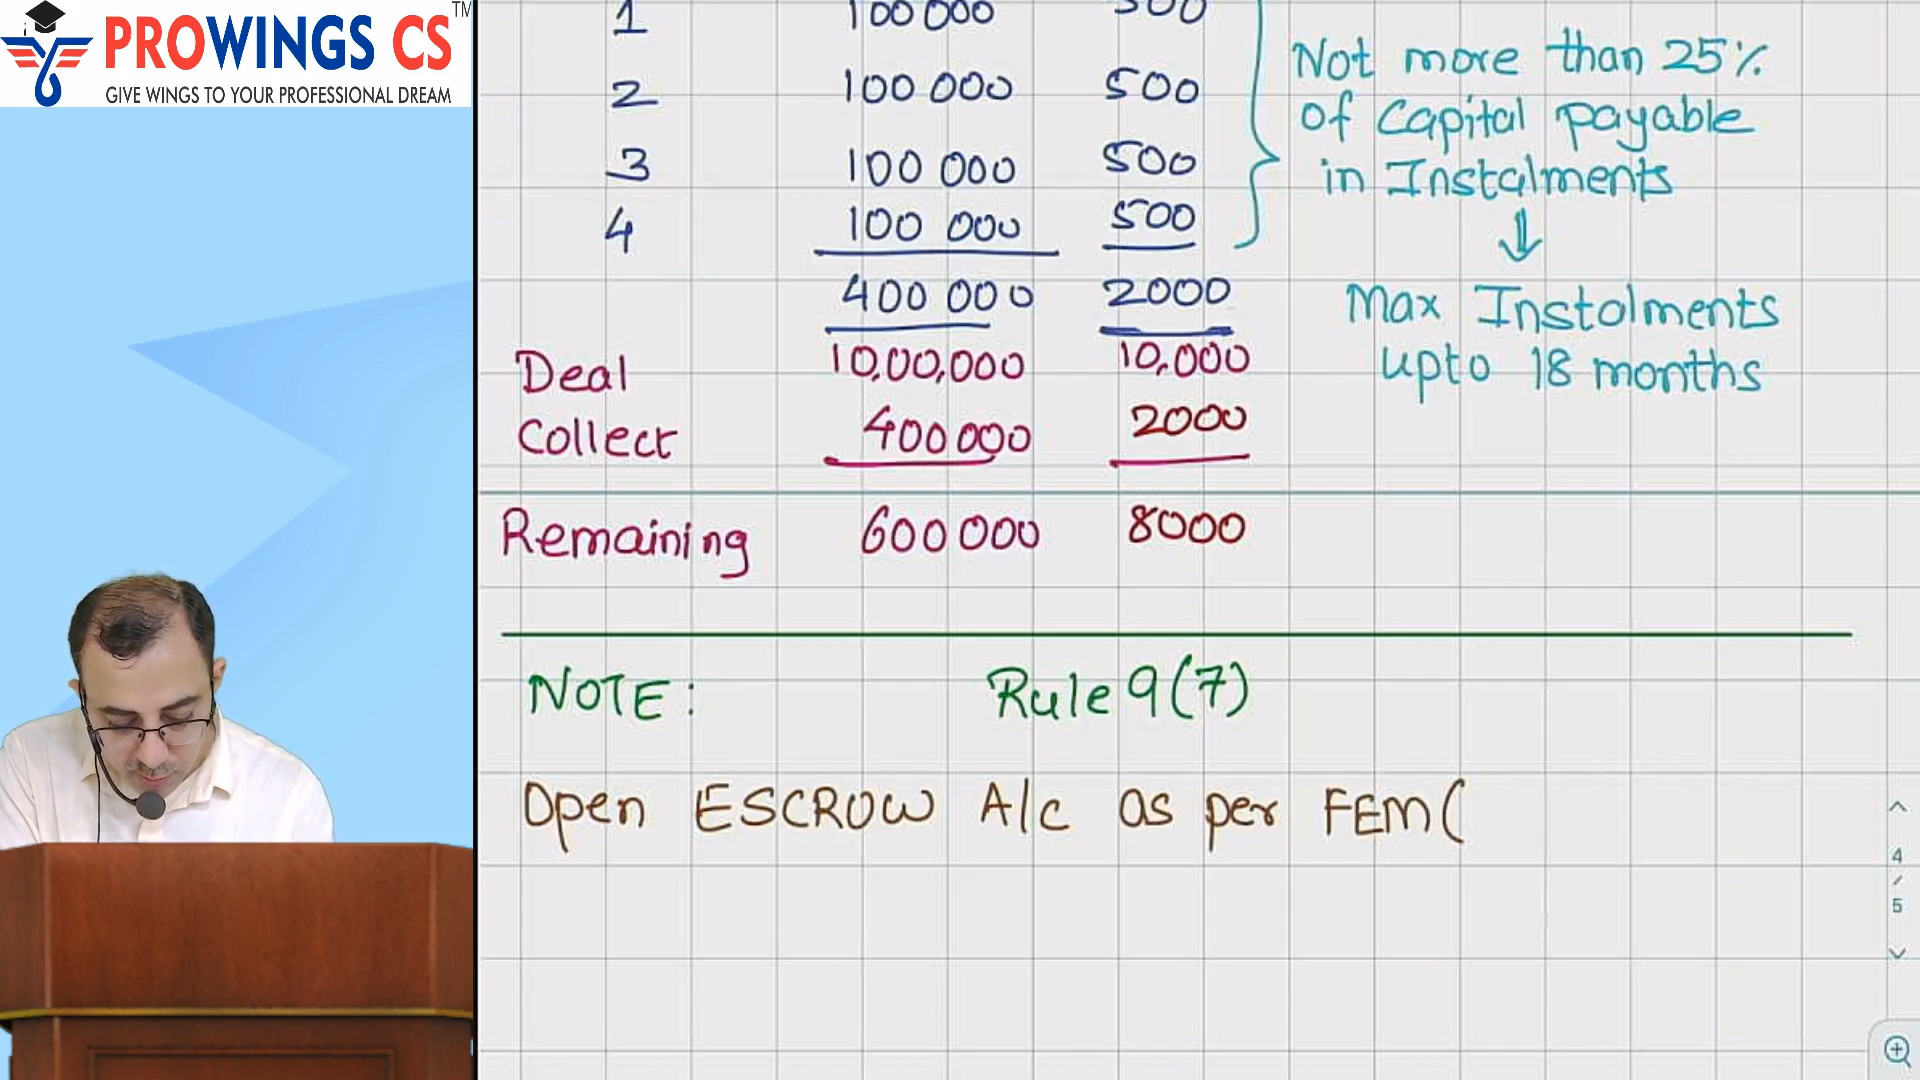 PROWINGS CS TM
GIVE WINGS TO YOUR PROFESSIONAL DREAM
1 100 000 500
2 100 000 500
3 100 000 500
4 100 000 500
400 000 2000
Deal 10,00,000 10,000
Collect 400 000 2000
Remaining 600 000 8000
Not more than 25%
of Capital payable
in Instalments
↓
Max Instalments
upto 18 months
NOTE: Rule 9(7)
Open ESCROW A/c as per FEM(
4
/
5